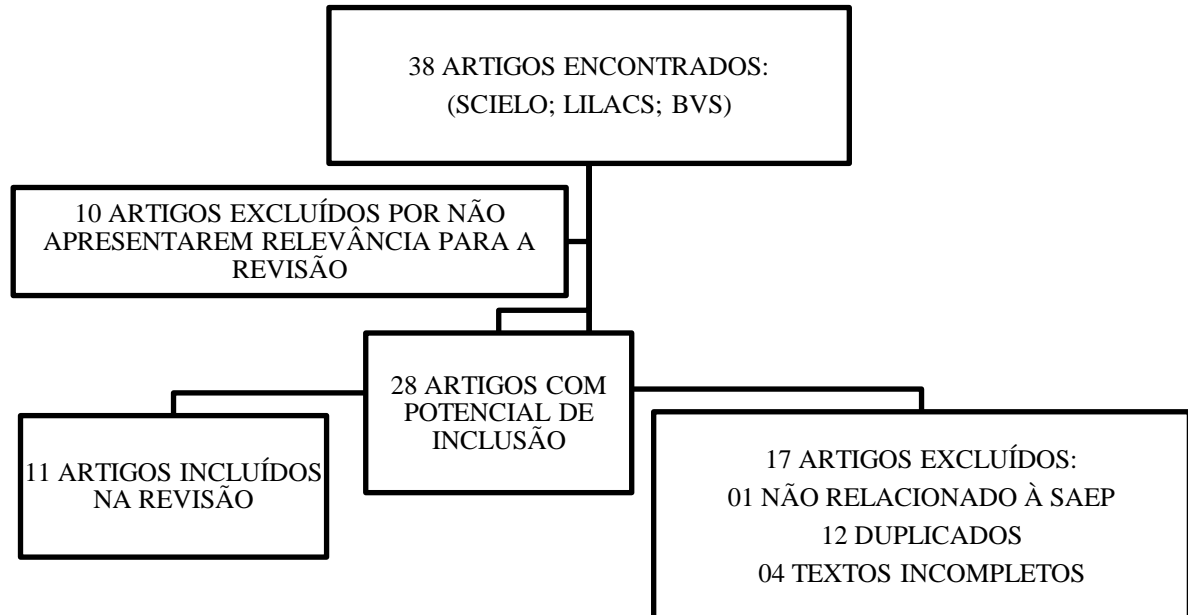 38 ARTIGOS ENCONTRADOS:
(SCIELO; LILACS; BVS)
10 ARTIGOS EXCLUÍDOS POR NÃO
APRESENTAREM RELEVÂNCIA PARA A
REVISÃO
28 ARTIGOS COM
POTENCIAL DE
INCLUSÃO
11 ARTIGOS INCLUÍDOS
NA REVISÃO
17 ARTIGOS EXCLUÍDOS:
01 NÃO RELACIONADO À SAEP
12 DUPLICADOS
04 TEXTOS INCOMPLETOS